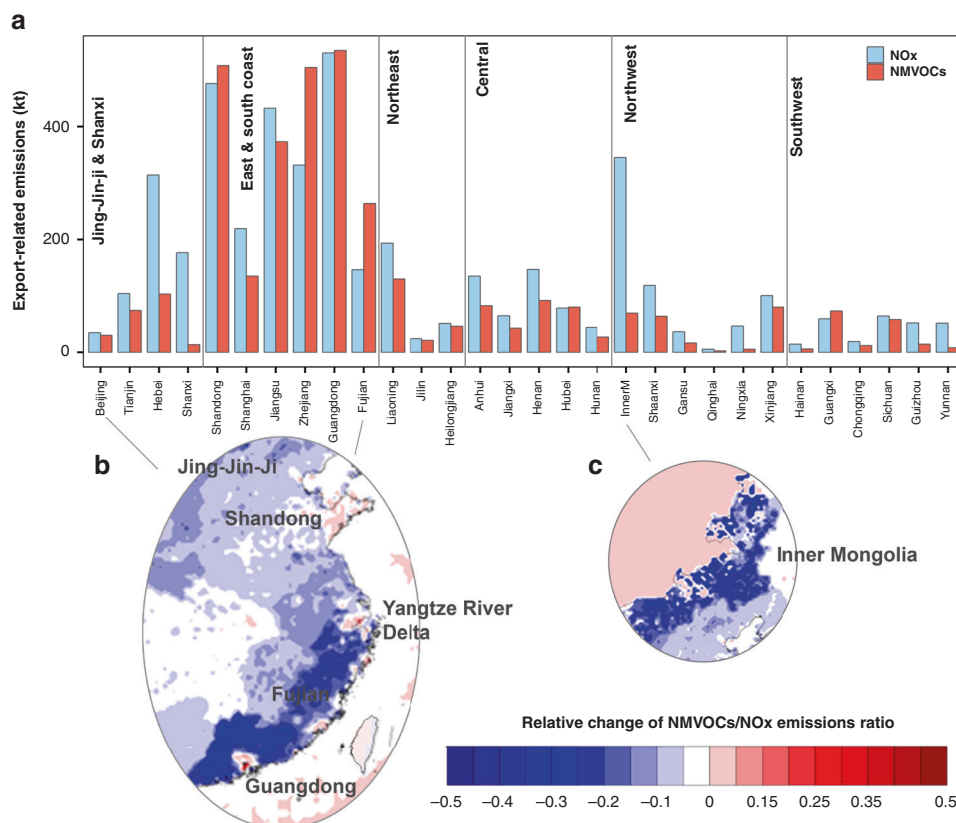 a
Export-related emissions (kt)
400
200
0
Jing-Jin-ji & Shanxi
East & south coast
Northeast
Central
Northwest
Southwest
NOx
NMVOCs
Beijing
Tianjin
Hebei
Shanxi
Shandong
Shanghai
Jiangsu
Zhejiang
Guangdong
Fujian
Liaoning
Jilin
Heilongjiang
Anhui
Jiangxi
Henan
Hubei
Hunan
InnerM
Shaanxi
Gansu
Qinghai
Ningxia
Xinjiang
Hainan
Guangxi
Chongqing
Sichuan
Guizhou
Yunnan
b
Jing-Jin-Ji
Shandong
Yangtze River
Delta
Fujian
Guangdong
c
Inner Mongolia
Relative change of NMVOCs/NOx emissions ratio
−0.5 −0.4 −0.3 −0.2 −0.1 0 0.15 0.25 0.35 0.5